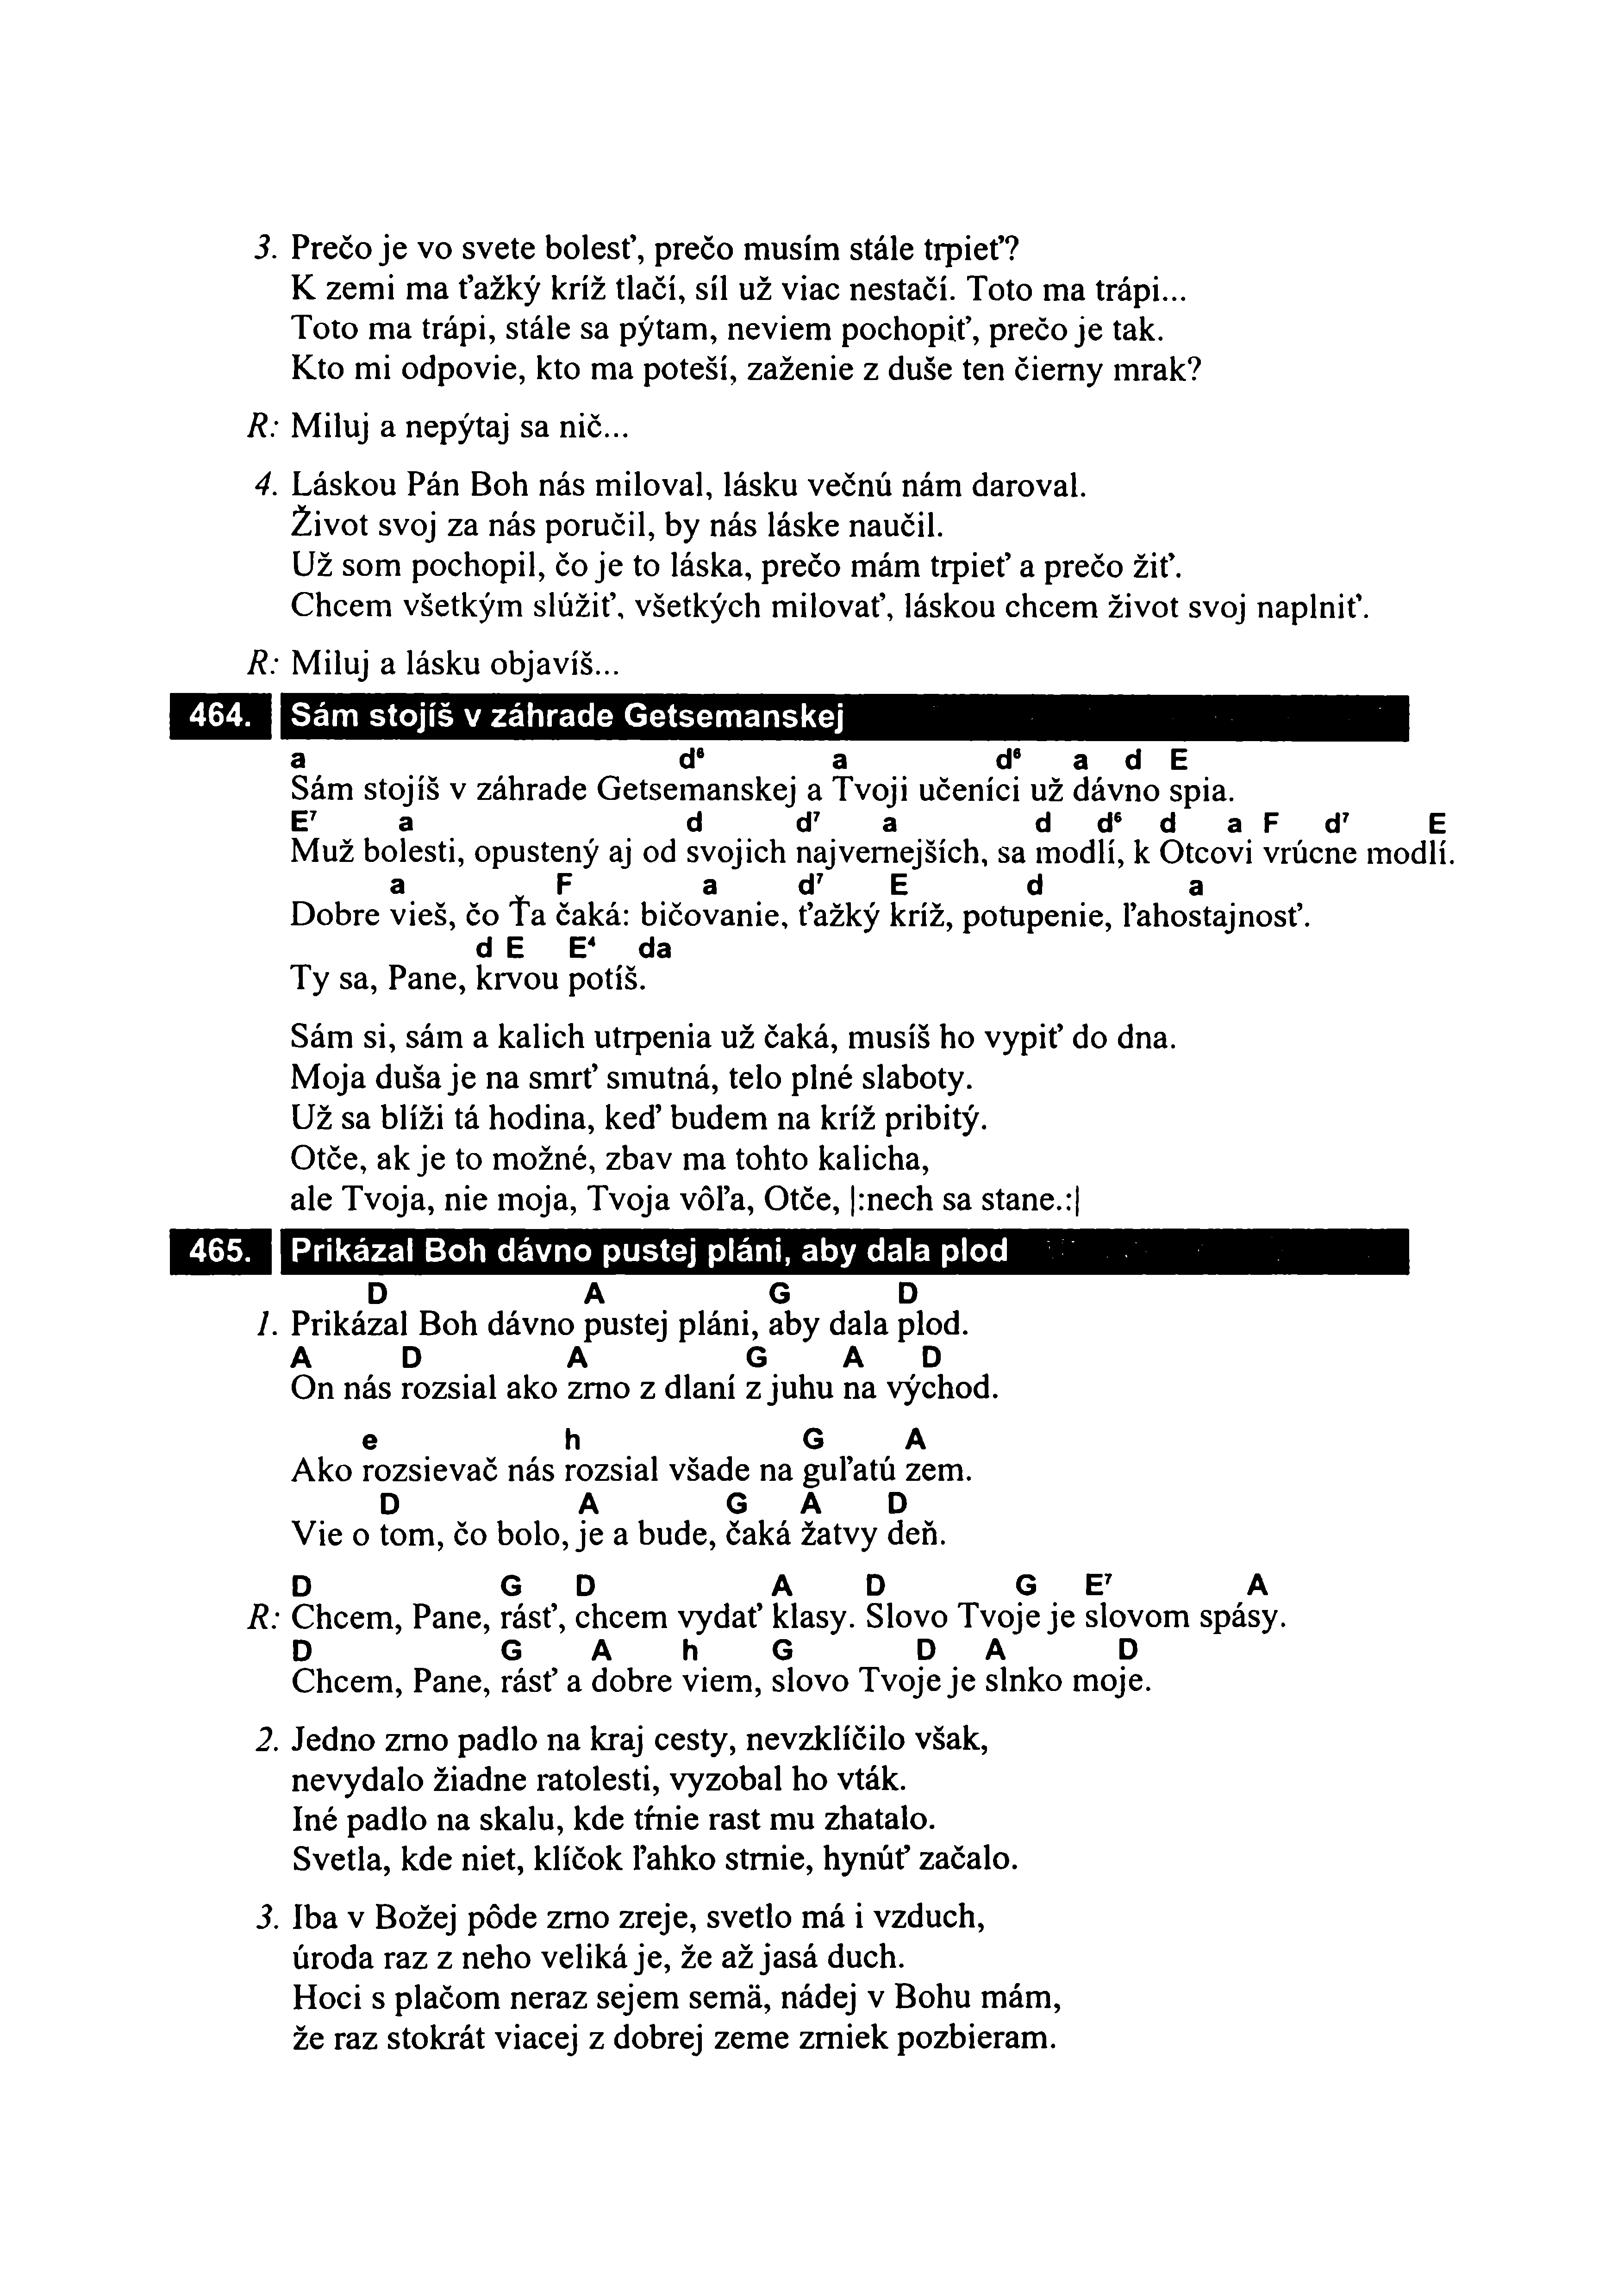 3. Prečo je vo svete bolesť, prečo musím stále trpieť?
K zemi ma ťažký kríž tlačí, síl už viac nestačí. Toto ma trápi...
Toto ma trápi, stále sa pýtam, neviem pochopiť, prečo je tak.
Kto mi odpovie, kto ma poteší, zaženie z duše ten čierny mrak?
R: Miluj a nepýtaj sa nič...
4. Láskou Pán Boh nás miloval, lásku večnú nám daroval.
Život svoj za nás poručil, by nás láske naučil.
Už som pochopil, čo je to láska, prečo mám trpieť a prečo žiť.
Chcem všetkým slúžiť, všetkých milovať, láskou chcem život svoj naplniť.
R: Miluj a lásku objavíš...
464. Sám stojíš v záhrade Getsemanskej
a d⁶ a d⁶ a d E
Sám stojíš v záhrade Getsemanskej a Tvoji učeníci už dávno spia.
E⁷ a d d⁷ a d d⁶ d a F d⁷ E
Muž bolesti, opustený aj od svojich najvernejších, sa modlí, k Otcovi vrúcne modlí.
a F a d⁷ E d a
Dobre vieš, čo Ťa čaká: bičovanie, ťažký kríž, potupenie, ľahostajnosť.
d E E⁴ da
Ty sa, Pane, krvou potíš.
Sám si, sám a kalich utrpenia už čaká, musíš ho vypiť do dna.
Moja duša je na smrť smutná, telo plné slaboty.
Už sa blíži tá hodina, keď budem na kríž pribitý.
Otče, ak je to možné, zbav ma tohto kalicha,
ale Tvoja, nie moja, Tvoja vôľa, Otče, |:nech sa stane.:|
465. Prikázal Boh dávno pustej pláni, aby dala plod
D A G D
1. Prikázal Boh dávno pustej pláni, aby dala plod.
A D A G A D
On nás rozsial ako zrno z dlaní z juhu na východ.
e h G A
Ako rozsievač nás rozsial všade na guľatú zem.
D A G A D
Vie o tom, čo bolo, je a bude, čaká žatvy deň.
D G D A D G E⁷ A
R: Chcem, Pane, rásť, chcem vydať klasy. Slovo Tvoje je slovom spásy.
D G A h G D A D
Chcem, Pane, rásť a dobre viem, slovo Tvoje je slnko moje.
2. Jedno zrno padlo na kraj cesty, nevzklíčilo však,
nevydalo žiadne ratolesti, vyzobal ho vták.
Iné padlo na skalu, kde tŕnie rast mu zhatalo.
Svetla, kde niet, klíčok ľahko strnie, hynúť začalo.
3. Iba v Božej pôde zrno zreje, svetlo má i vzduch,
úroda raz z neho veliká je, že až jasá duch.
Hoci s plačom neraz sejem semä, nádej v Bohu mám,
že raz stokrát viacej z dobrej zeme zrniek pozbieram.